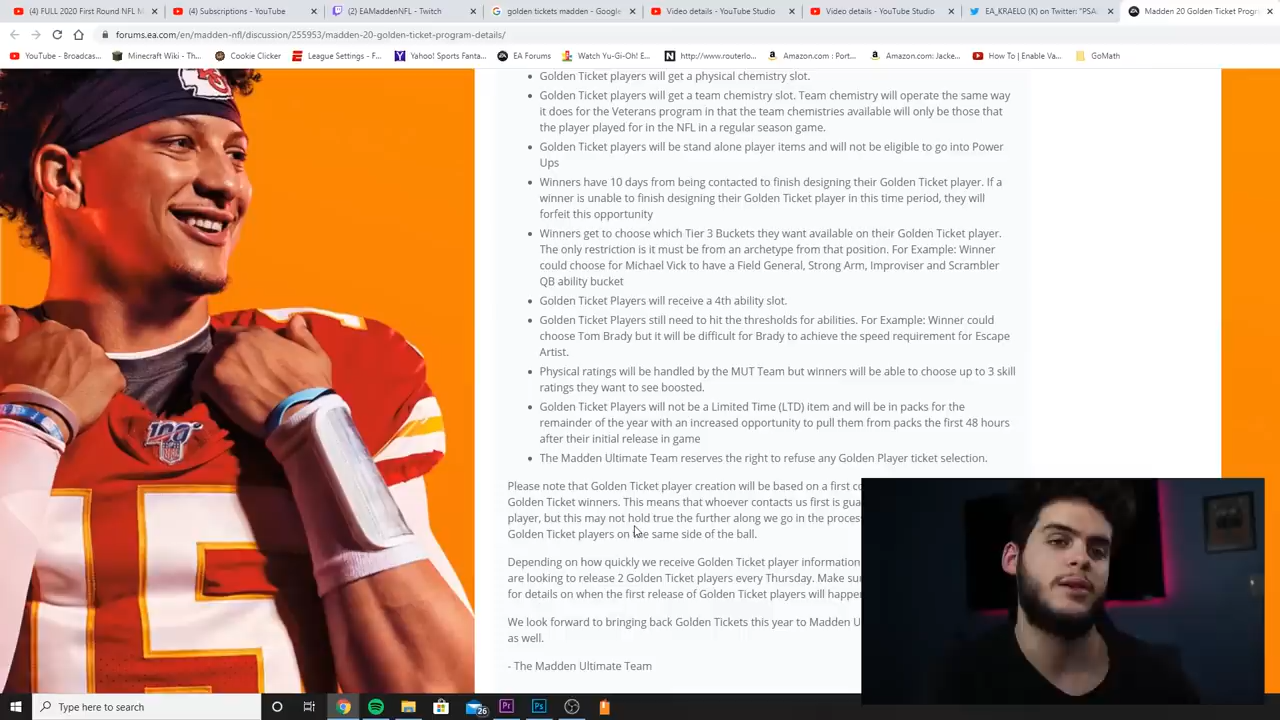 (4) FULL 2020 First Round NFL M
(4) Subscriptions - YouTube
(2) EAMaddenNFL - Twitch
golden tickets madden - Google
Video details - YouTube Studio
Video details - YouTube Studio
EA_KRAELO (K) on Twitter: "PSA:
Madden 20 Golden Ticket Progr
forums.ea.com/en/madden-nfl/discussion/255953/madden-20-golden-ticket-program-details/
YouTube - Broadcas...
Minecraft Wiki - Th...
Cookie Clicker
League Settings - F...
Yahoo! Sports Fanta...
EA Forums
Watch Yu-Gi-Oh! E...
http://www.routerlo...
Amazon.com : Port...
Amazon.com: Jacke...
How To | Enable Va...
GoMath
Golden Ticket players will get a physical chemistry slot.
Golden Ticket players will get a team chemistry slot. Team chemistry will operate the same way
it does for the Veterans program in that the team chemistries available will only be those that
the player played for in the NFL in a regular season game.
Golden Ticket players will be stand alone player items and will not be eligible to go into Power
Ups
Winners have 10 days from being contacted to finish designing their Golden Ticket player. If a
winner is unable to finish designing their Golden Ticket player in this time period, they will
forfeit this opportunity
Winners get to choose which Tier 3 Buckets they want available on their Golden Ticket player.
The only restriction is it must be from an archetype from that position. For Example: Winner
could choose for Michael Vick to have a Field General, Strong Arm, Improviser and Scrambler
QB ability bucket
Golden Ticket Players will receive a 4th ability slot.
Golden Ticket Players still need to hit the thresholds for abilities. For Example: Winner could
choose Tom Brady but it will be difficult for Brady to achieve the speed requirement for Escape
Artist.
Physical ratings will be handled by the MUT Team but winners will be able to choose up to 3 skill
ratings they want to see boosted.
Golden Ticket Players will not be a Limited Time (LTD) item and will be in packs for the
remainder of the year with an increased opportunity to pull them from packs the first 48 hours
after their initial release in game
The Madden Ultimate Team reserves the right to refuse any Golden Player ticket selection.
Please note that Golden Ticket player creation will be based on a first co
Golden Ticket winners. This means that whoever contacts us first is gua
player, but this may not hold true the further along we go in the proces
Golden Ticket players on the same side of the ball.
Depending on how quickly we receive Golden Ticket player information
are looking to release 2 Golden Ticket players every Thursday. Make sur
for details on when the first release of Golden Ticket players will happe
We look forward to bringing back Golden Tickets this year to Madden U
as well.
- The Madden Ultimate Team
100
15
Type here to search
26
Pr
Ps